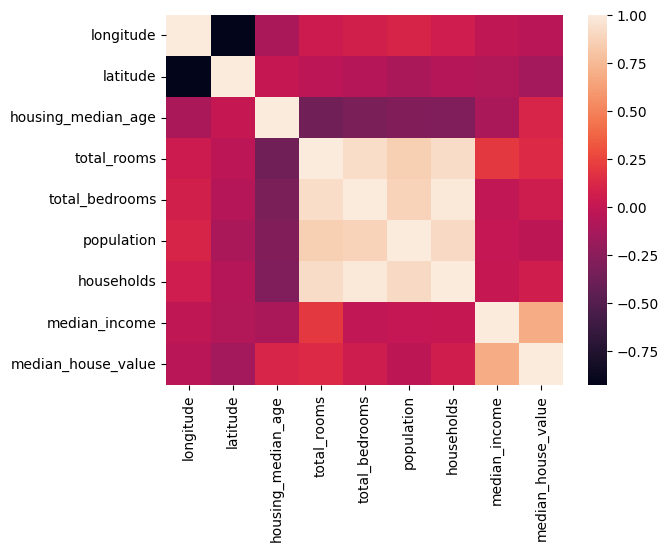 longitude
latitude
housing_median_age
total_rooms
total_bedrooms
population
households
median_income
median_house_value
longitude
latitude
housing_median_age
total_rooms
total_bedrooms
population
households
median_income
median_house_value
1.00
0.75
0.50
0.25
0.00
−0.25
−0.50
−0.75